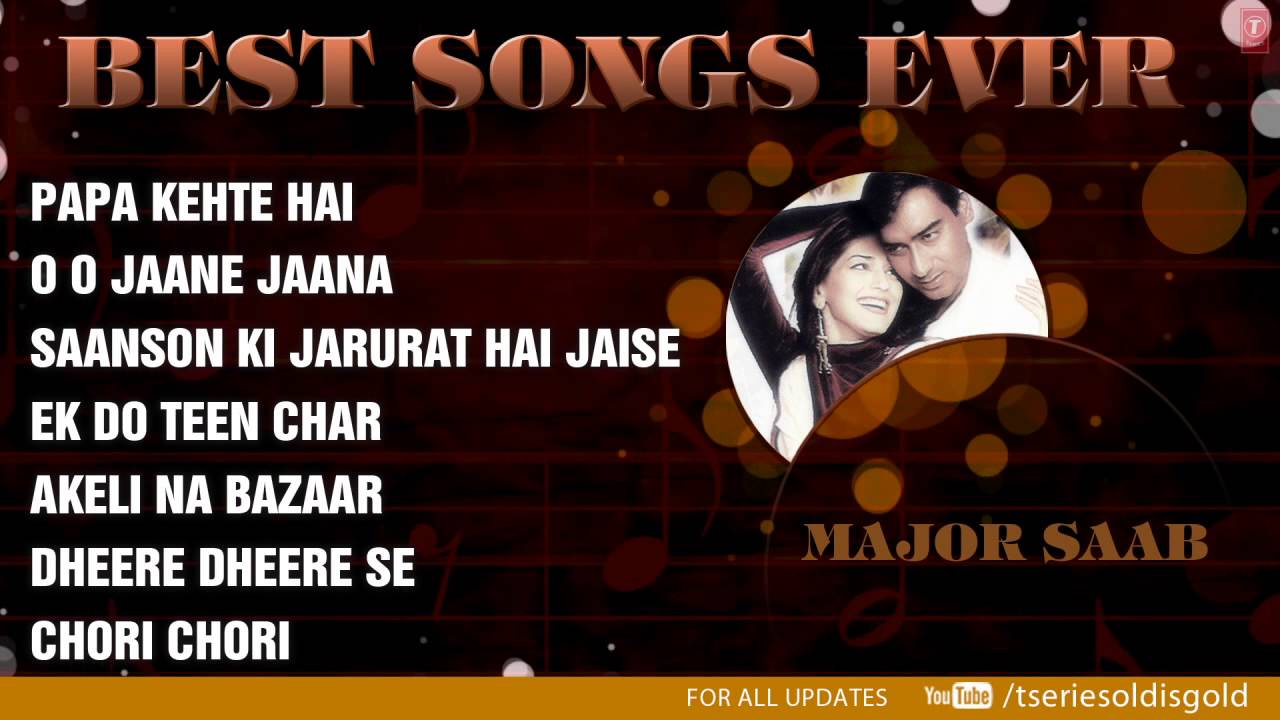 BEST SONGS EVER
PAPA KEHTE HAI
O O JAANE JAANA
SAANSON KI JARURAT HAI JAISE
EK DO TEEN CHAR
AKELI NA BAZAAR
DHEERE DHEERE SE
CHORI CHORI
MAJOR SAAB
FOR ALL UPDATES YouTube /tseriesoldisgold